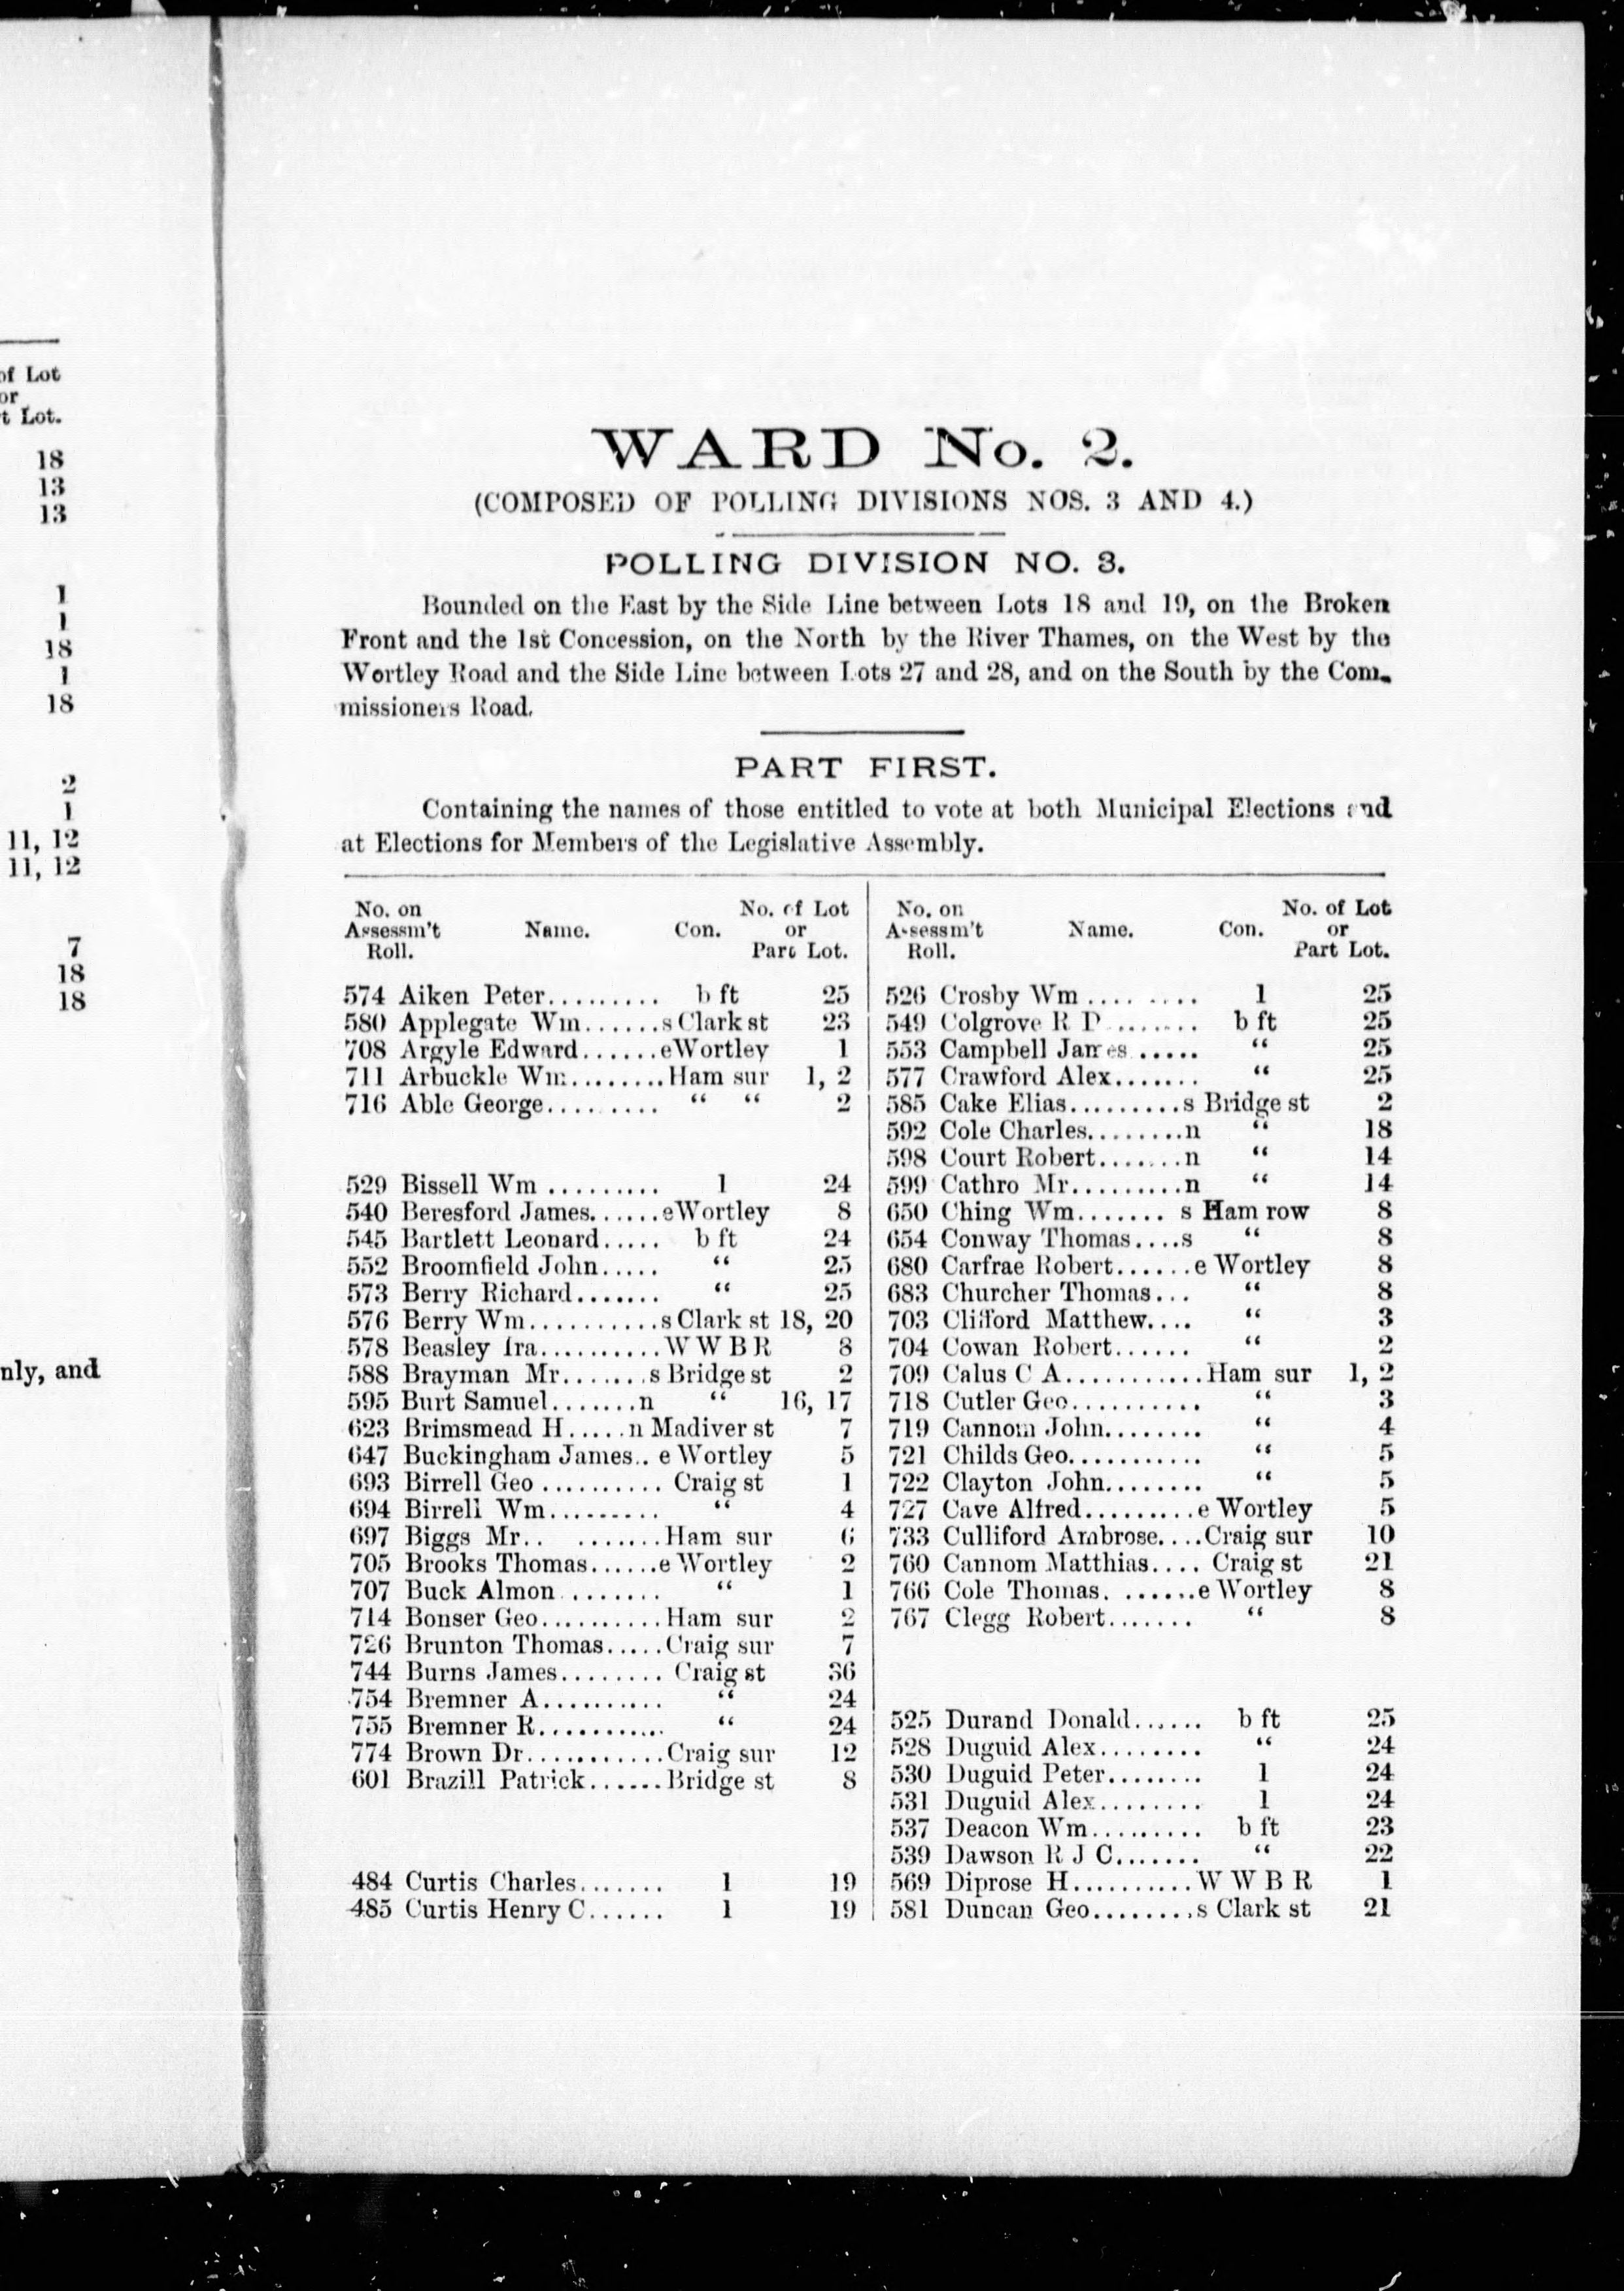 of Lot
or
t Lot.
18
13
13
1
1
18
1
18
2
1
11, 12
11, 12
7
18
18
nly, and
WARD No. 2.
(COMPOSED OF POLLING DIVISIONS NOS. 3 AND 4.)
POLLING DIVISION NO. 3.
Bounded on the East by the Side Line between Lots 18 and 19, on the Broken
Front and the 1st Concession, on the North by the River Thames, on the West by the
Wortley Road and the Side Line between Lots 27 and 28, and on the South by the Com-
missioners Road.
PART FIRST.
Containing the names of those entitled to vote at both Municipal Elections and
at Elections for Members of the Legislative Assembly.
No. on Assessm't Roll. Name. Con. No. of Lot or Part Lot.
574 Aiken Peter......... b ft 25
580 Applegate Wm......s Clark st 23
708 Argyle Edward......eWortley 1
711 Arbuckle Wm........Ham sur 1, 2
716 Able George......... “ “ 2
529 Bissell Wm ......... 1 24
540 Beresford James......eWortley 8
545 Bartlett Leonard..... b ft 24
552 Broomfield John..... “ 25
573 Berry Richard....... “ 25
576 Berry Wm..........s Clark st 18, 20
578 Beasley Ira..........W W B R 8
588 Brayman Mr.......s Bridge st 2
595 Burt Samuel.......n “ 16, 17
623 Brimsmead H.....n Madiver st 7
647 Buckingham James.. e Wortley 5
693 Birrell Geo .......... Craig st 1
694 Birrell Wm......... “ 4
697 Biggs Mr.. ........Ham sur 6
705 Brooks Thomas......e Wortley 2
707 Buck Almon........ “ 1
714 Bonser Geo..........Ham sur 2
726 Brunton Thomas.....Craig sur 7
744 Burns James........ Craig st 36
754 Bremner A.......... “ 24
755 Bremner R........... “ 24
774 Brown Dr...........Craig sur 12
601 Brazill Patrick......Bridge st 8
484 Curtis Charles....... 1 19
485 Curtis Henry C...... 1 19
No. on Assessm't Roll. Name. Con. No. of Lot or Part Lot.
526 Crosby Wm ........ 1 25
549 Colgrove R P ....... b ft 25
553 Campbell James ..... “ 25
577 Crawford Alex....... “ 25
585 Cake Elias.........s Bridge st 2
592 Cole Charles........n “ 18
598 Court Robert.......n “ 14
599 Cathro Mr.........n “ 14
650 Ching Wm....... s Ham row 8
654 Conway Thomas....s “ 8
680 Carfrae Robert......e Wortley 8
683 Churcher Thomas... “ 8
703 Clifford Matthew.... “ 3
704 Cowan Robert...... “ 2
709 Calus C A...........Ham sur 1, 2
718 Cutler Geo.......... “ 3
719 Cannom John........ “ 4
721 Childs Geo........... “ 5
722 Clayton John........ “ 5
727 Cave Alfred.........e Wortley 5
733 Culliford Ambrose....Craig sur 10
760 Cannom Matthias.... Craig st 21
766 Cole Thomas. .......e Wortley 8
767 Clegg Robert....... “ 8
525 Durand Donald...... b ft 25
528 Duguid Alex........ “ 24
530 Duguid Peter........ 1 24
531 Duguid Alex........ 1 24
537 Deacon Wm......... b ft 23
539 Dawson R J C....... “ 22
569 Diprose H..........W W B R 1
581 Duncan Geo........s Clark st 21